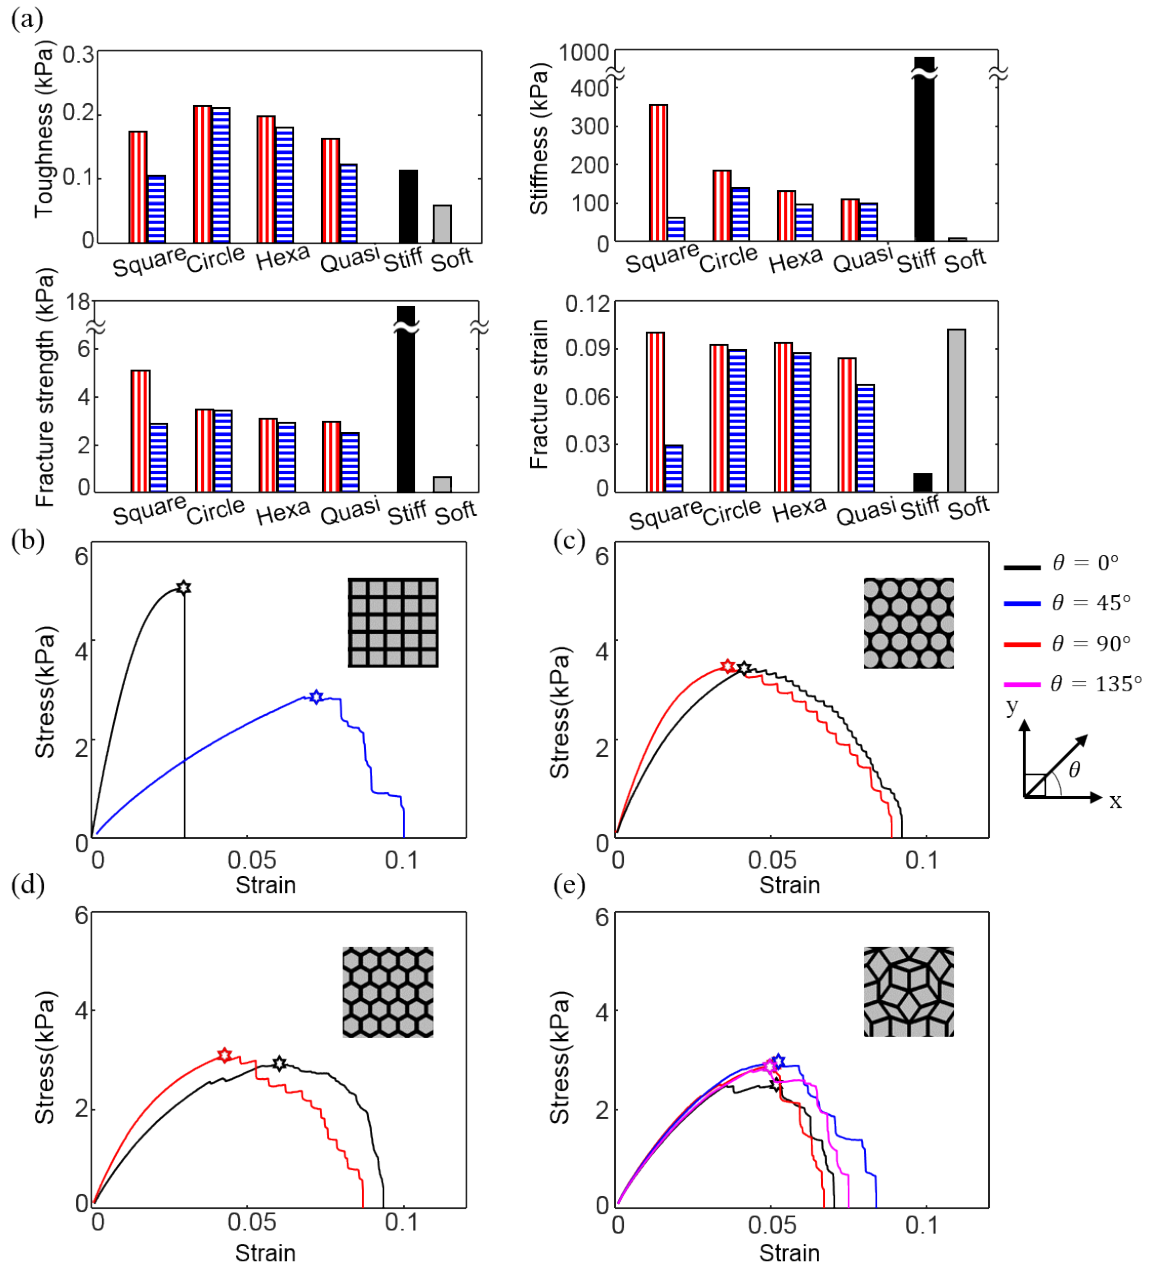 (a)
Toughness (kPa)
0.3
0.2
0.1
0
Square Circle Hexa Quasi Stiff Soft
Stiffness (kPa)
1000
400
300
200
100
0
Square Circle Hexa Quasi Stiff Soft
Fracture strength (kPa)
18
6
4
2
0
Square Circle Hexa Quasi Stiff Soft
Fracture strain
0.12
0.09
0.06
0.03
0
Square Circle Hexa Quasi Stiff Soft
(b)
Stress(kPa)
6
4
2
0
0 0.05 0.1
Strain
(c)
Stress(kPa)
6
4
2
0
0 0.05 0.1
Strain
θ = 0°
θ = 45°
θ = 90°
θ = 135°
y
θ
x
(d)
Stress(kPa)
6
4
2
0
0 0.05 0.1
Strain
(e)
Stress(kPa)
6
4
2
0
0 0.05 0.1
Strain